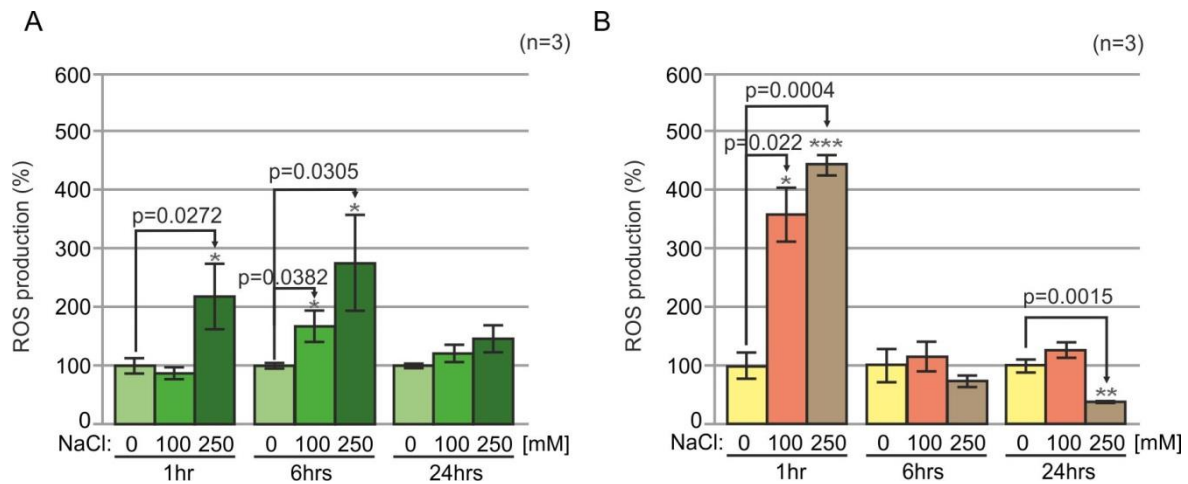 A
(n=3)
ROS production (%)
600
500
400
300
200
100
0
p=0.0272
*
p=0.0305
*
p=0.0382
*
NaCl: 0 100 250 0 100 250 0 100 250 [mM]
1hr 6hrs 24hrs
B
(n=3)
ROS production (%)
600
500
400
300
200
100
0
p=0.0004
***
p=0.022
*
p=0.0015
**
NaCl: 0 100 250 0 100 250 0 100 250 [mM]
1hr 6hrs 24hrs